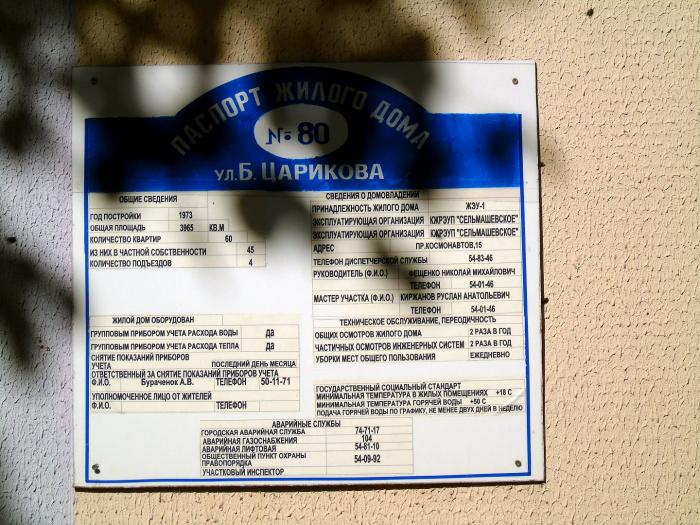 ПАСПОРТ ЖИЛОГО ДОМА
№ 80
УЛ. Б. ЦАРИКОВА
ОБЩИЕ СВЕДЕНИЯ
ГОД ПОСТРОЙКИ 1973
ОБЩАЯ ПЛОЩАДЬ 3965 КВ.М
КОЛИЧЕСТВО КВАРТИР 60
ИЗ НИХ В ЧАСТНОЙ СОБСТВЕННОСТИ 45
КОЛИЧЕСТВО ПОДЪЕЗДОВ 4
ЖИЛОЙ ДОМ ОБОРУДОВАН
ГРУППОВЫМ ПРИБОРОМ УЧЕТА РАСХОДА ВОДЫ да
ГРУППОВЫМ ПРИБОРОМ УЧЕТА РАСХОДА ТЕПЛА да
СНЯТИЕ ПОКАЗАНИЙ ПРИБОРОВ
УЧЕТА ПОСЛЕДНИЙ ДЕНЬ МЕСЯЦА
ОТВЕТСТВЕННЫЙ ЗА СНЯТИЕ ПОКАЗАНИЙ ПРИБОРОВ УЧЕТА
Ф.И.О. Бураченок А.В. ТЕЛЕФОН 50-11-71
УПОЛНОМОЧЕННОЕ ЛИЦО ОТ ЖИТЕЛЕЙ
Ф.И.О. ТЕЛЕФОН
СВЕДЕНИЯ О ДОМОВЛАДЕНИИ
ПРИНАДЛЕЖНОСТЬ ЖИЛОГО ДОМА ЖЭУ-1
ЭКСПЛУАТИРУЮЩАЯ ОРГАНИЗАЦИЯ КЖРЭУП "СЕЛЬМАШЕВСКОЕ"
ЭКСПЛУАТИРУЮЩАЯ ОРГАНИЗАЦИЯ КЖРЭУП "СЕЛЬМАШЕВСКОЕ"
АДРЕС ПР.КОСМОНАВТОВ,15
ТЕЛЕФОН ДИСПЕТЧЕРСКОЙ СЛУЖБЫ 54-83-46
РУКОВОДИТЕЛЬ (Ф.И.О.) ФЕЩЕНКО НИКОЛАЙ МИХАЙЛОВИЧ
ТЕЛЕФОН 54-01-46
МАСТЕР УЧАСТКА (Ф.И.О.) КИРЖАНОВ РУСЛАН АНАТОЛЬЕВИЧ
ТЕЛЕФОН 54-01-46
ТЕХНИЧЕСКОЕ ОБСЛУЖИВАНИЕ, ПЕРЕОДИЧНОСТЬ
ОБЩИХ ОСМОТРОВ ЖИЛОГО ДОМА 2 РАЗА В ГОД
ЧАСТИЧНЫХ ОСМОТРОВ ИНЖЕНЕРНЫХ СИСТЕМ 2 РАЗА В ГОД
УБОРКИ МЕСТ ОБЩЕГО ПОЛЬЗОВАНИЯ ЕЖЕДНЕВНО
ГОСУДАРСТВЕННЫЙ СОЦИАЛЬНЫЙ СТАНДАРТ
МИНИМАЛЬНАЯ ТЕМПЕРАТУРА В ЖИЛЫХ ПОМЕЩЕНИЯХ +18 С
МИНИМАЛЬНАЯ ТЕМПЕРАТУРА ГОРЯЧЕЙ ВОДЫ +50 С
ПОДАЧА ГОРЯЧЕЙ ВОДЫ ПО ГРАФИКУ, НЕ МЕНЕЕ ДВУХ ДНЕЙ В НЕДЕЛЮ
АВАРИЙНЫЕ СЛУЖБЫ
ГОРОДСКАЯ АВАРИЙНАЯ СЛУЖБА 74-71-17
АВАРИЙНАЯ ГАЗОСНАБЖЕНИЯ 104
АВАРИЙНАЯ ЛИФТОВАЯ 54-81-10
ОБЩЕСТВЕННЫЙ ПУНКТ ОХРАНЫ
ПРАВОПОРЯДКА 54-09-92
УЧАСТКОВЫЙ ИНСПЕКТОР